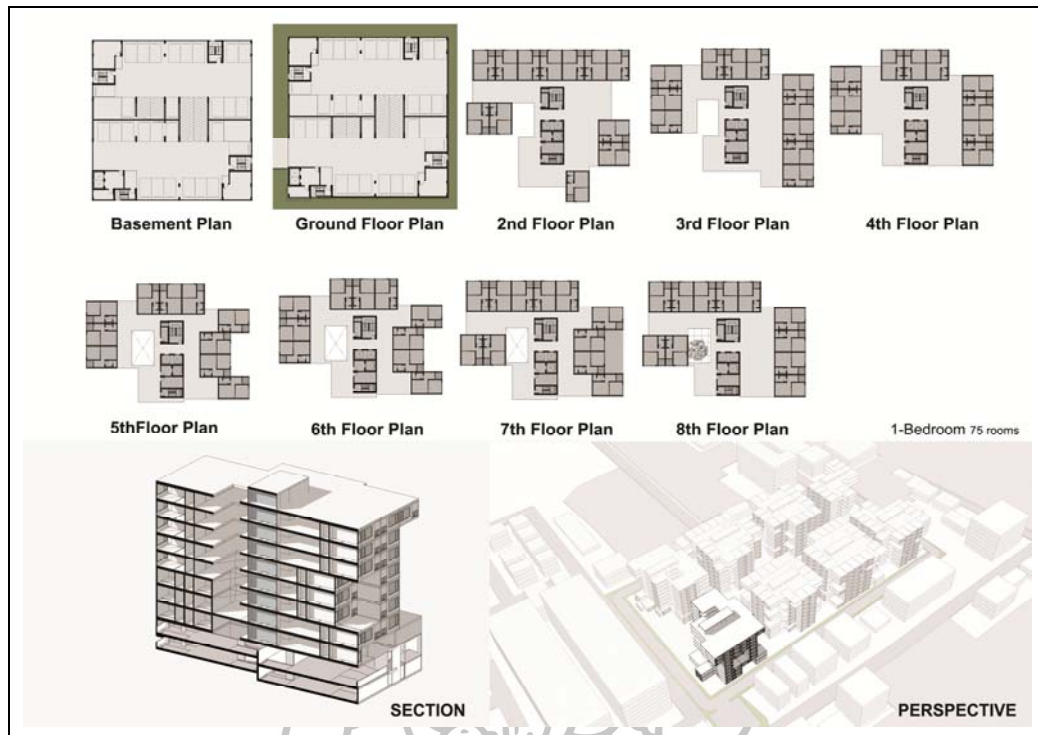 Basement Plan
Ground Floor Plan
2nd Floor Plan
3rd Floor Plan
4th Floor Plan
5thFloor Plan
6th Floor Plan
7th Floor Plan
8th Floor Plan
1-Bedroom 75 rooms
SECTION
PERSPECTIVE